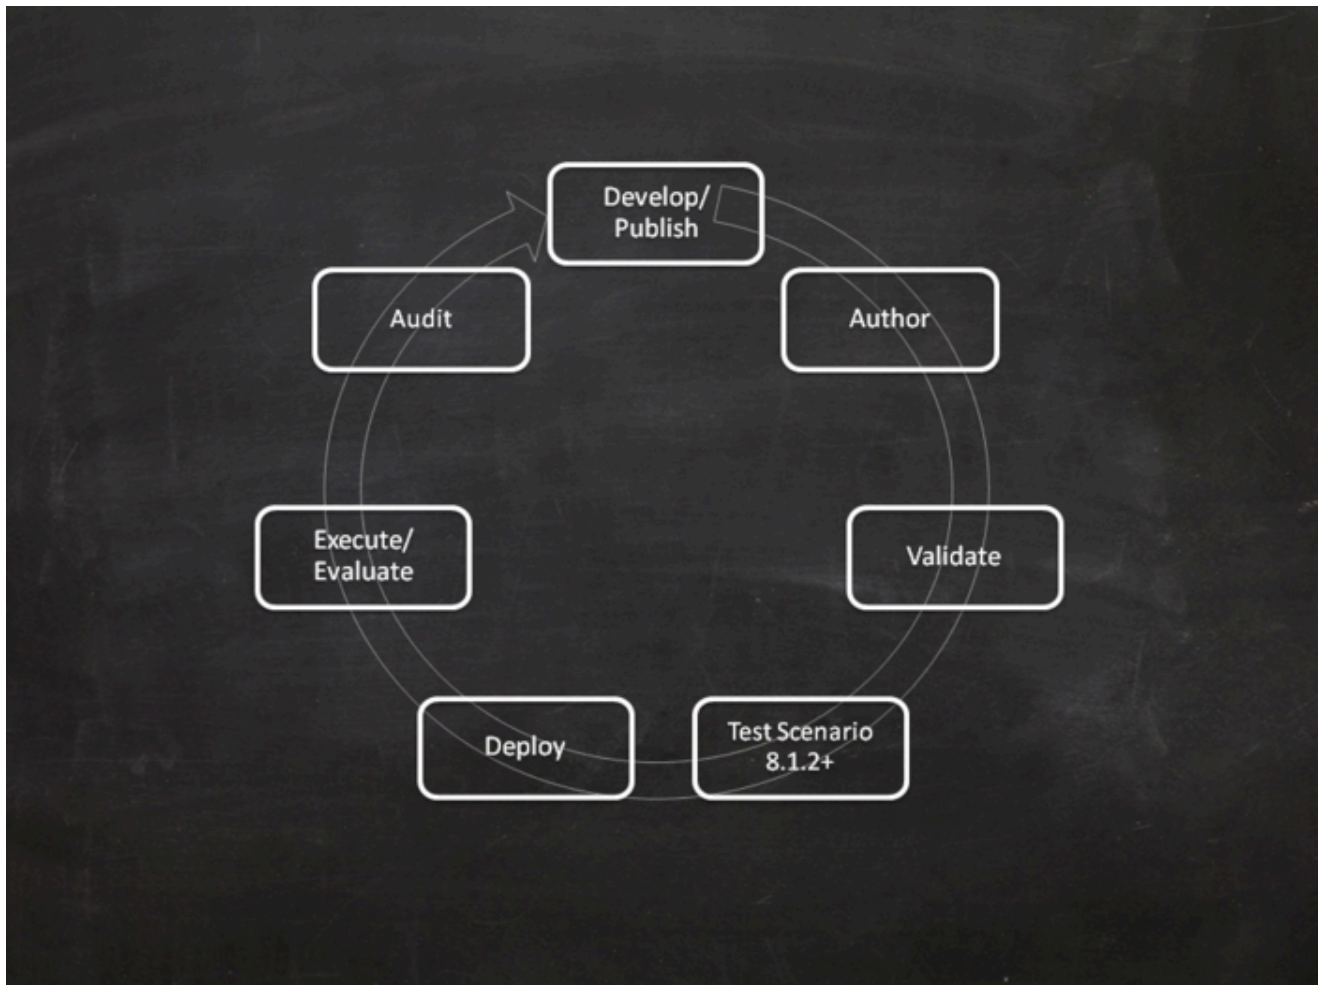 Develop/
Publish
Author
Validate
Test Scenario
8.1.2+
Deploy
Execute/
Evaluate
Audit